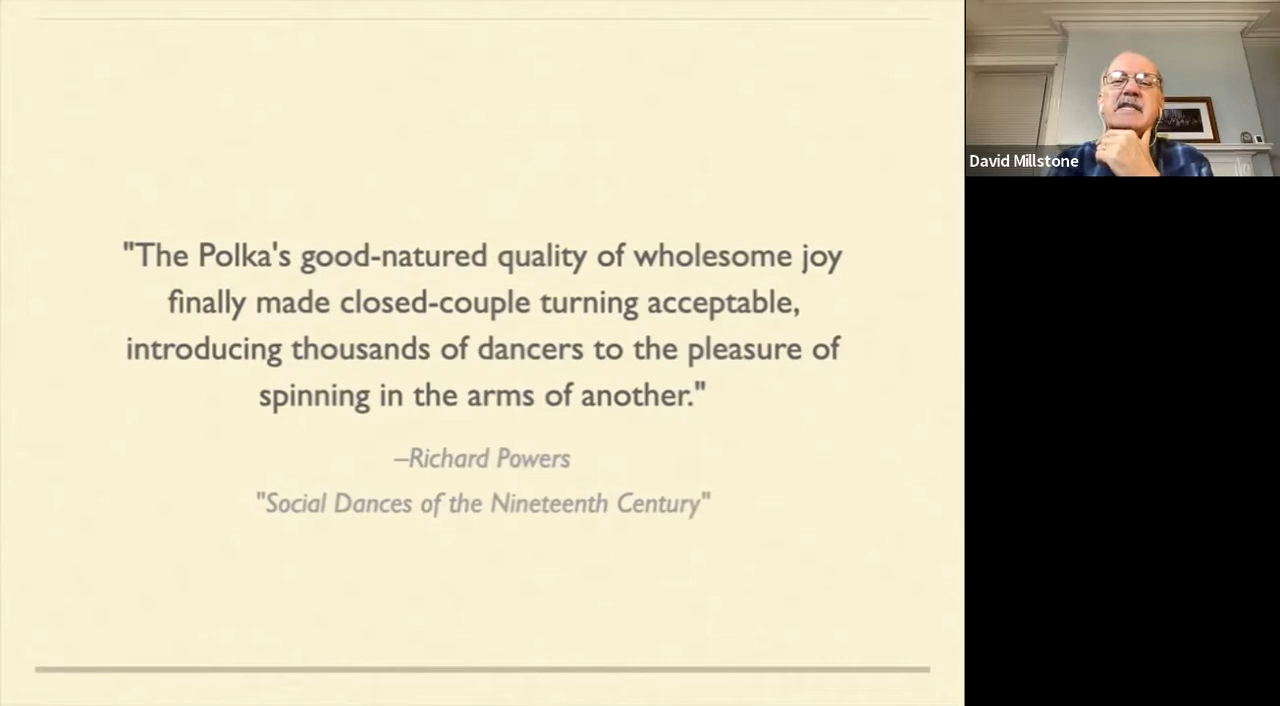 "The Polka's good-natured quality of wholesome joy
finally made closed-couple turning acceptable,
introducing thousands of dancers to the pleasure of
spinning in the arms of another."
–Richard Powers
"Social Dances of the Nineteenth Century"
David Millstone